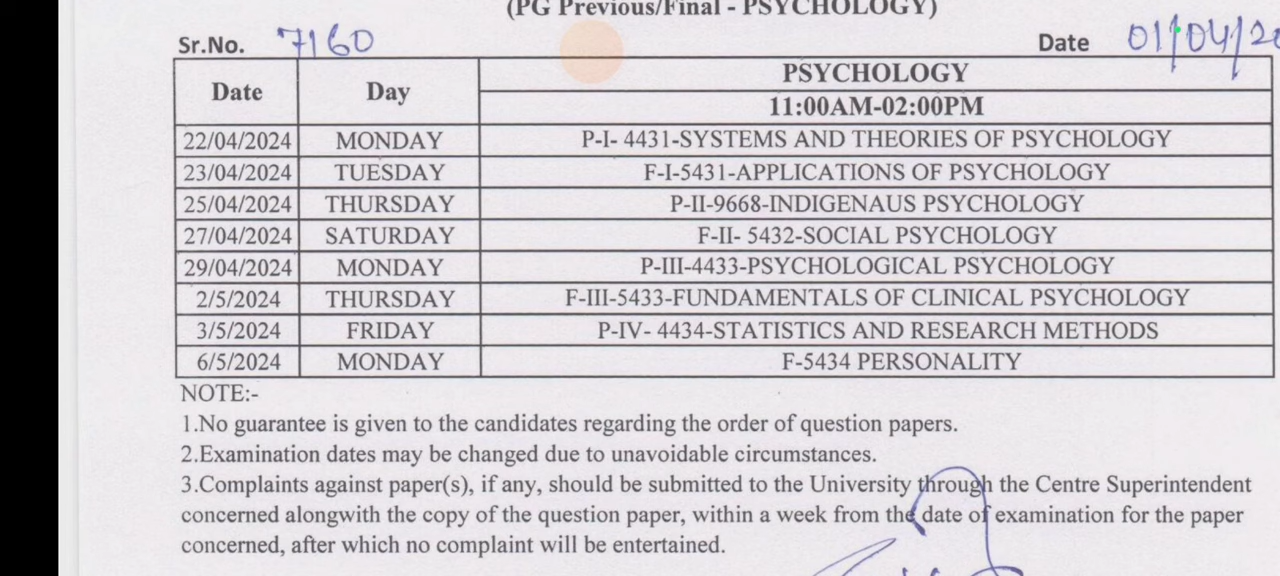 (PG Previous/Final - PSYCHOLOGY)
Sr.No. 7160 Date 01/04/20
Date Day PSYCHOLOGY
11:00AM-02:00PM
22/04/2024 MONDAY P-I- 4431-SYSTEMS AND THEORIES OF PSYCHOLOGY
23/04/2024 TUESDAY F-I-5431-APPLICATIONS OF PSYCHOLOGY
25/04/2024 THURSDAY P-II-9668-INDIGENAUS PSYCHOLOGY
27/04/2024 SATURDAY F-II- 5432-SOCIAL PSYCHOLOGY
29/04/2024 MONDAY P-III-4433-PSYCHOLOGICAL PSYCHOLOGY
2/5/2024 THURSDAY F-III-5433-FUNDAMENTALS OF CLINICAL PSYCHOLOGY
3/5/2024 FRIDAY P-IV- 4434-STATISTICS AND RESEARCH METHODS
6/5/2024 MONDAY F-5434 PERSONALITY
NOTE:-
1.No guarantee is given to the candidates regarding the order of question papers.
2.Examination dates may be changed due to unavoidable circumstances.
3.Complaints against paper(s), if any, should be submitted to the University through the Centre Superintendent
concerned alongwith the copy of the question paper, within a week from the date of examination for the paper
concerned, after which no complaint will be entertained.